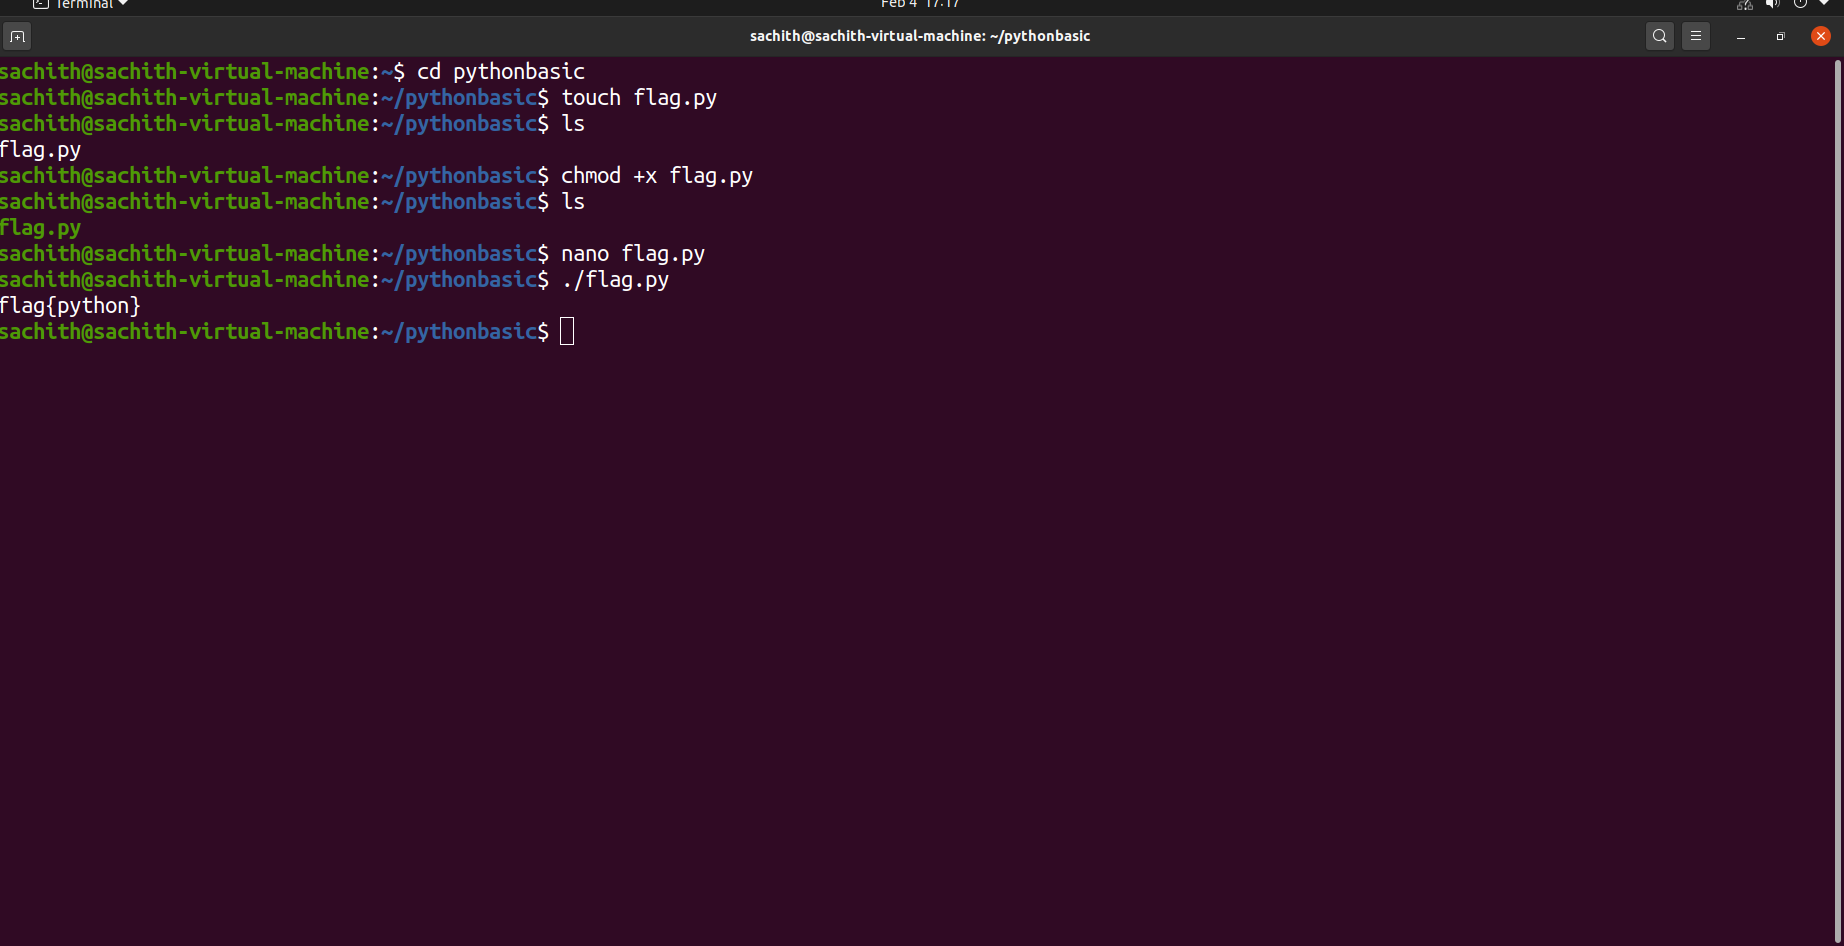 Terminal
Feb 4 17:17
sachith@sachith-virtual-machine: ~/pythonbasic
sachith@sachith-virtual-machine:~$ cd pythonbasic
sachith@sachith-virtual-machine:~/pythonbasic$ touch flag.py
sachith@sachith-virtual-machine:~/pythonbasic$ ls
flag.py
sachith@sachith-virtual-machine:~/pythonbasic$ chmod +x flag.py
sachith@sachith-virtual-machine:~/pythonbasic$ ls
flag.py
sachith@sachith-virtual-machine:~/pythonbasic$ nano flag.py
sachith@sachith-virtual-machine:~/pythonbasic$ ./flag.py
flag{python}
sachith@sachith-virtual-machine:~/pythonbasic$